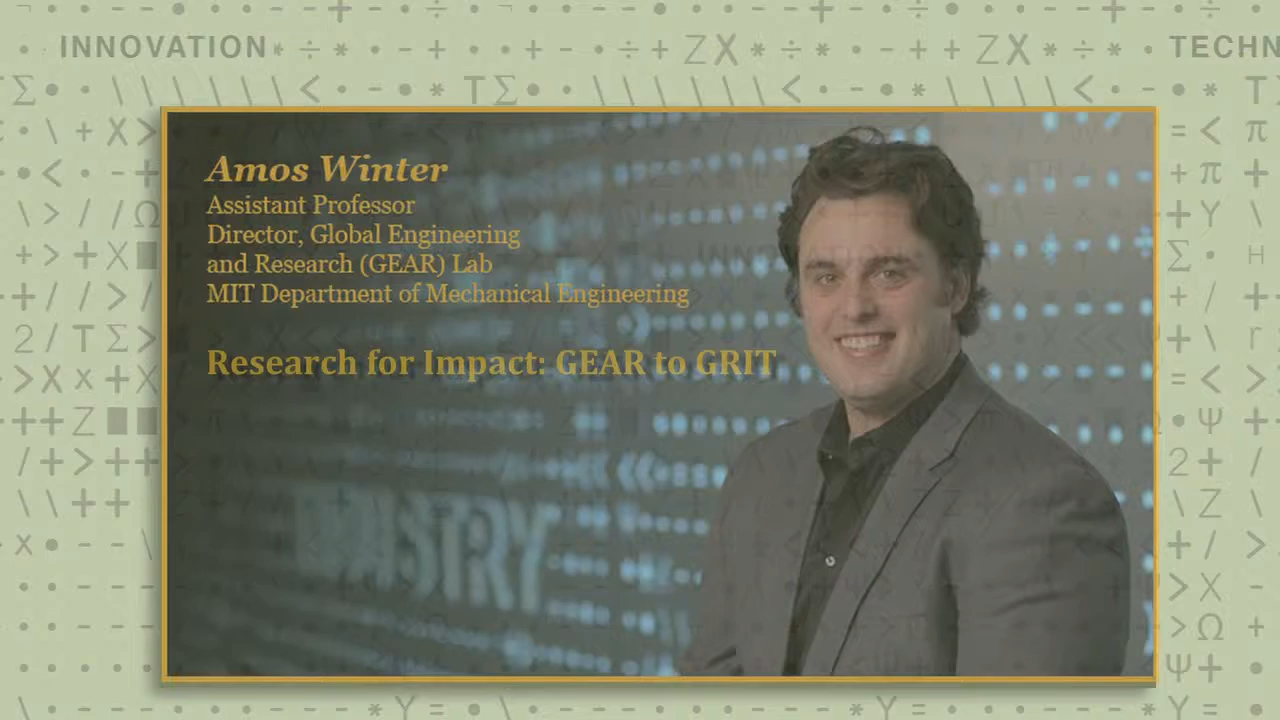 INNOVATION
TECHN
Amos Winter
Assistant Professor
Director, Global Engineering
and Research (GEAR) Lab
MIT Department of Mechanical Engineering
Research for Impact: GEAR to GRIT